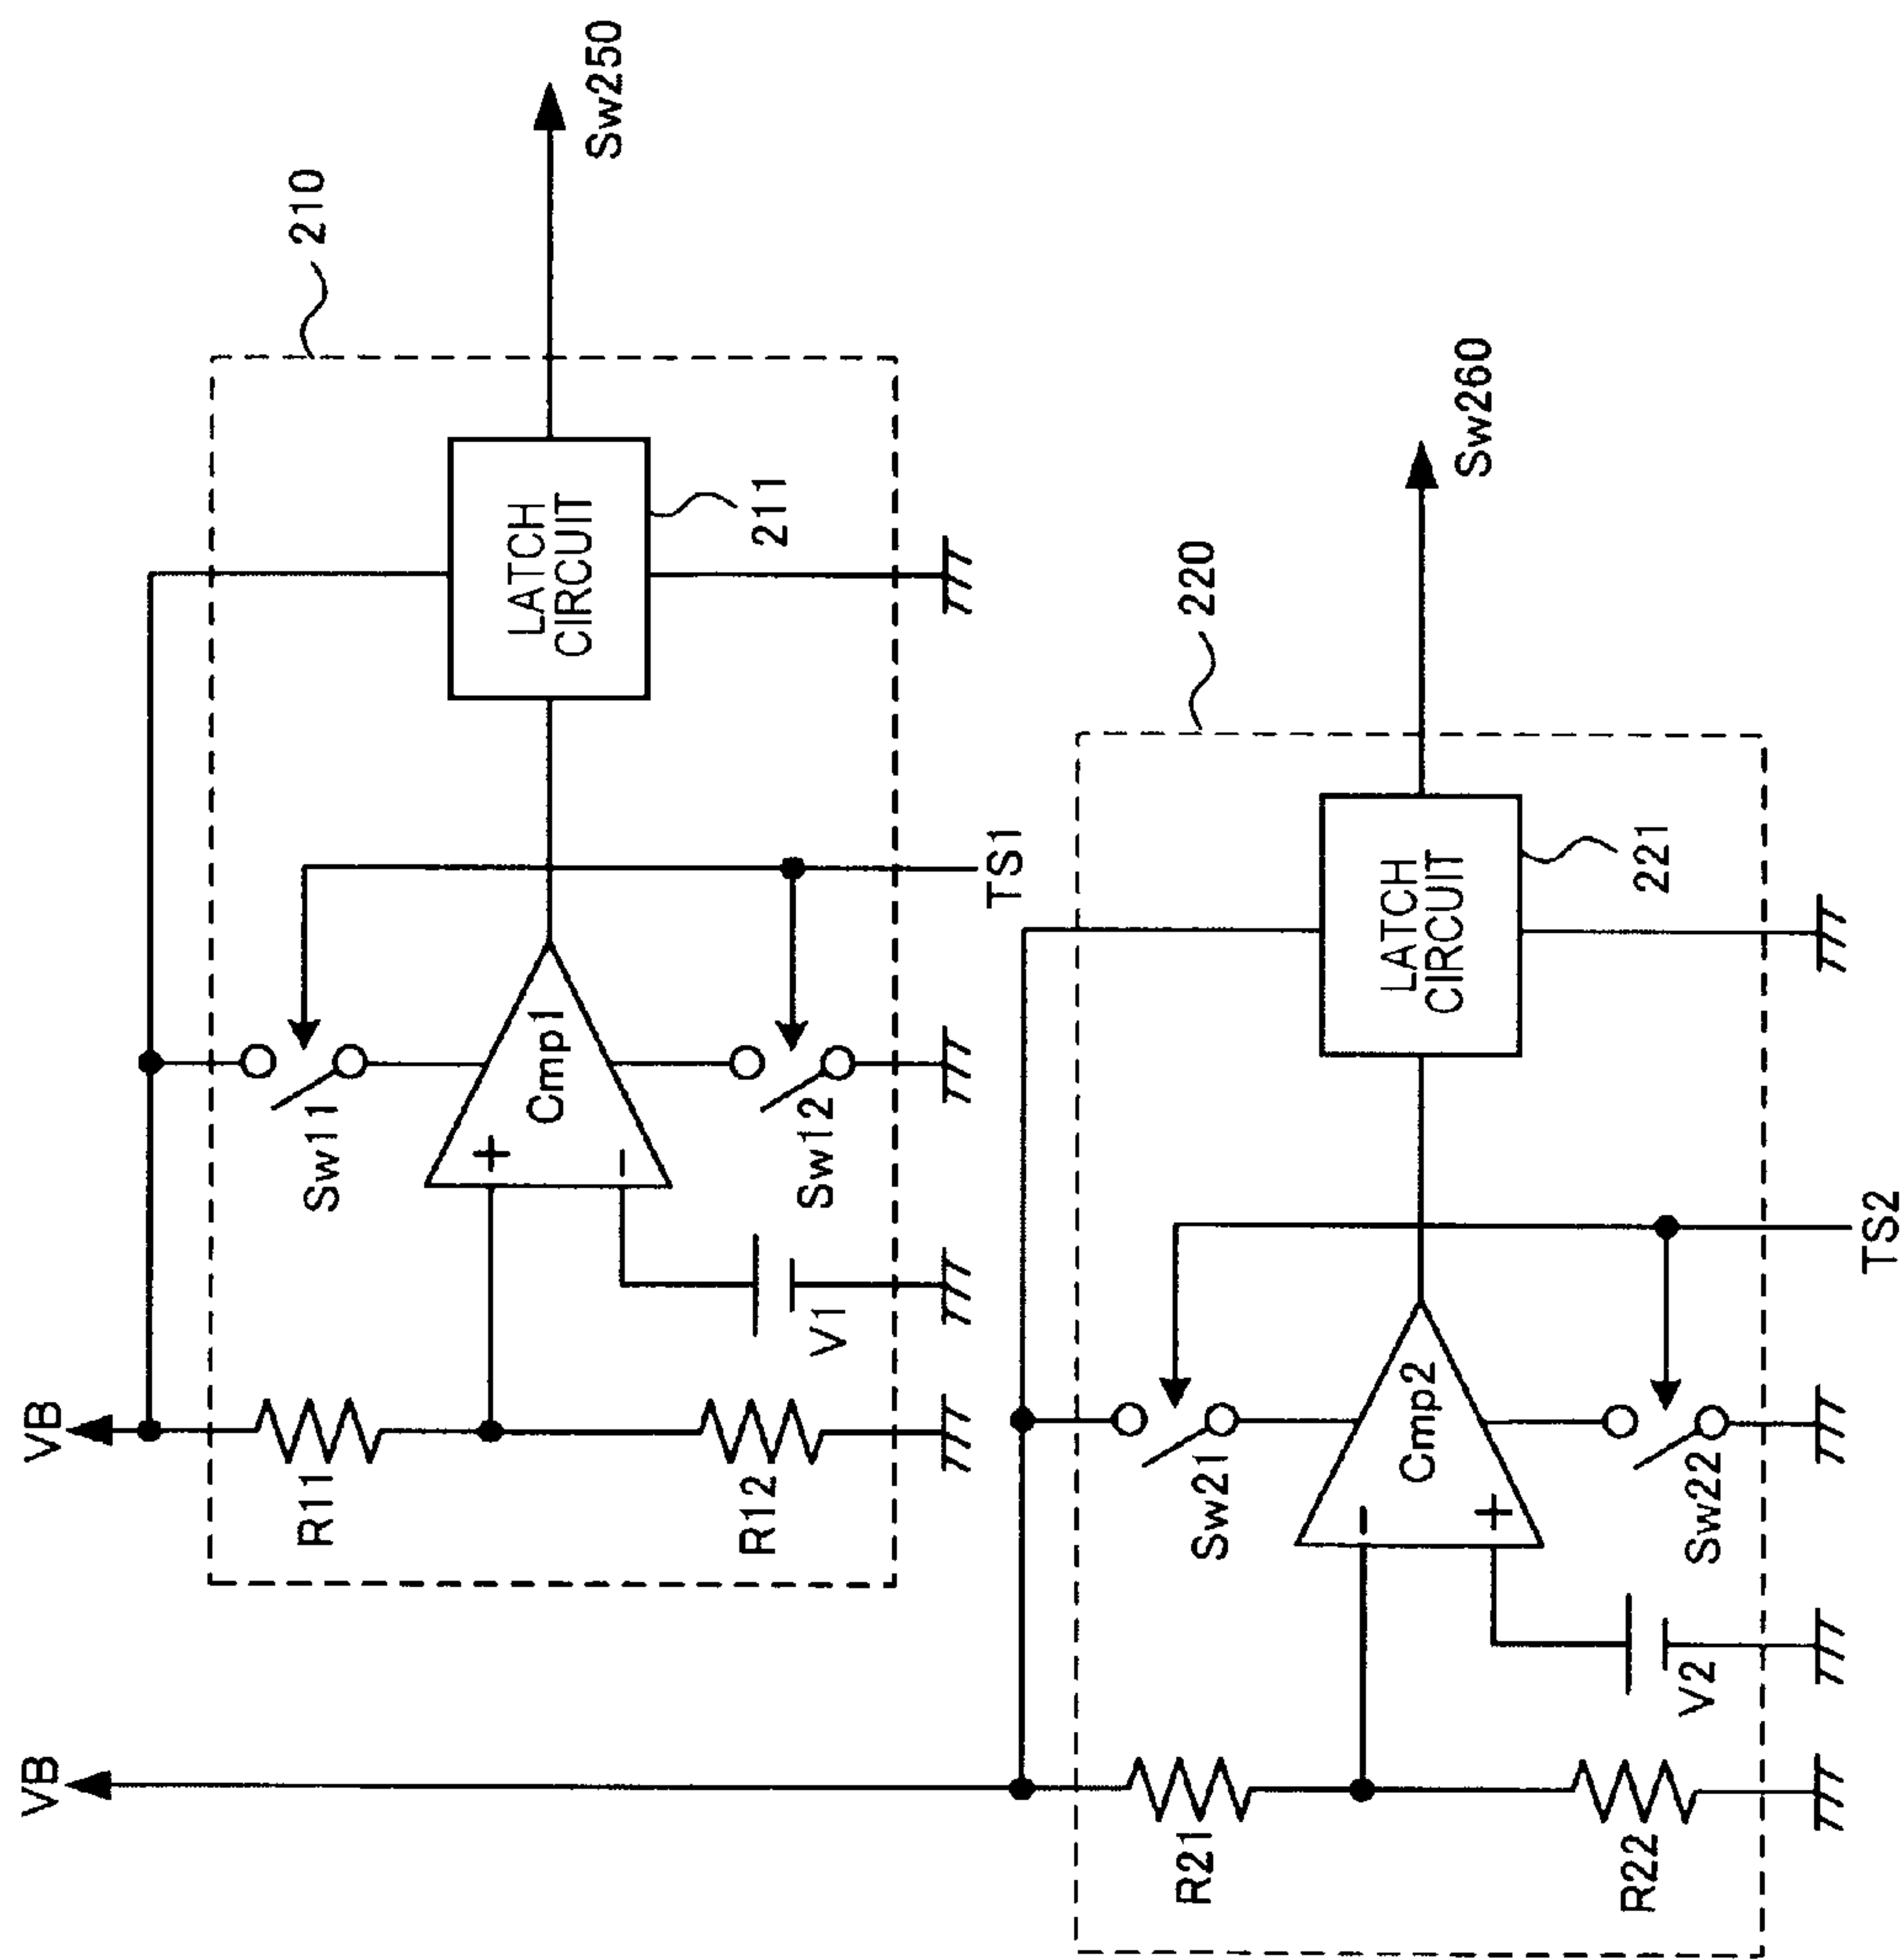 VB
R11
R12
Sw11
Sw12
+
-
Cmp1
V1
TS1
LATCH
CIRCUIT
211
210
Sw250
VB
R21
R22
Sw21
Sw22
-
+
Cmp2
V2
TS2
LATCH
CIRCUIT
221
220
Sw260